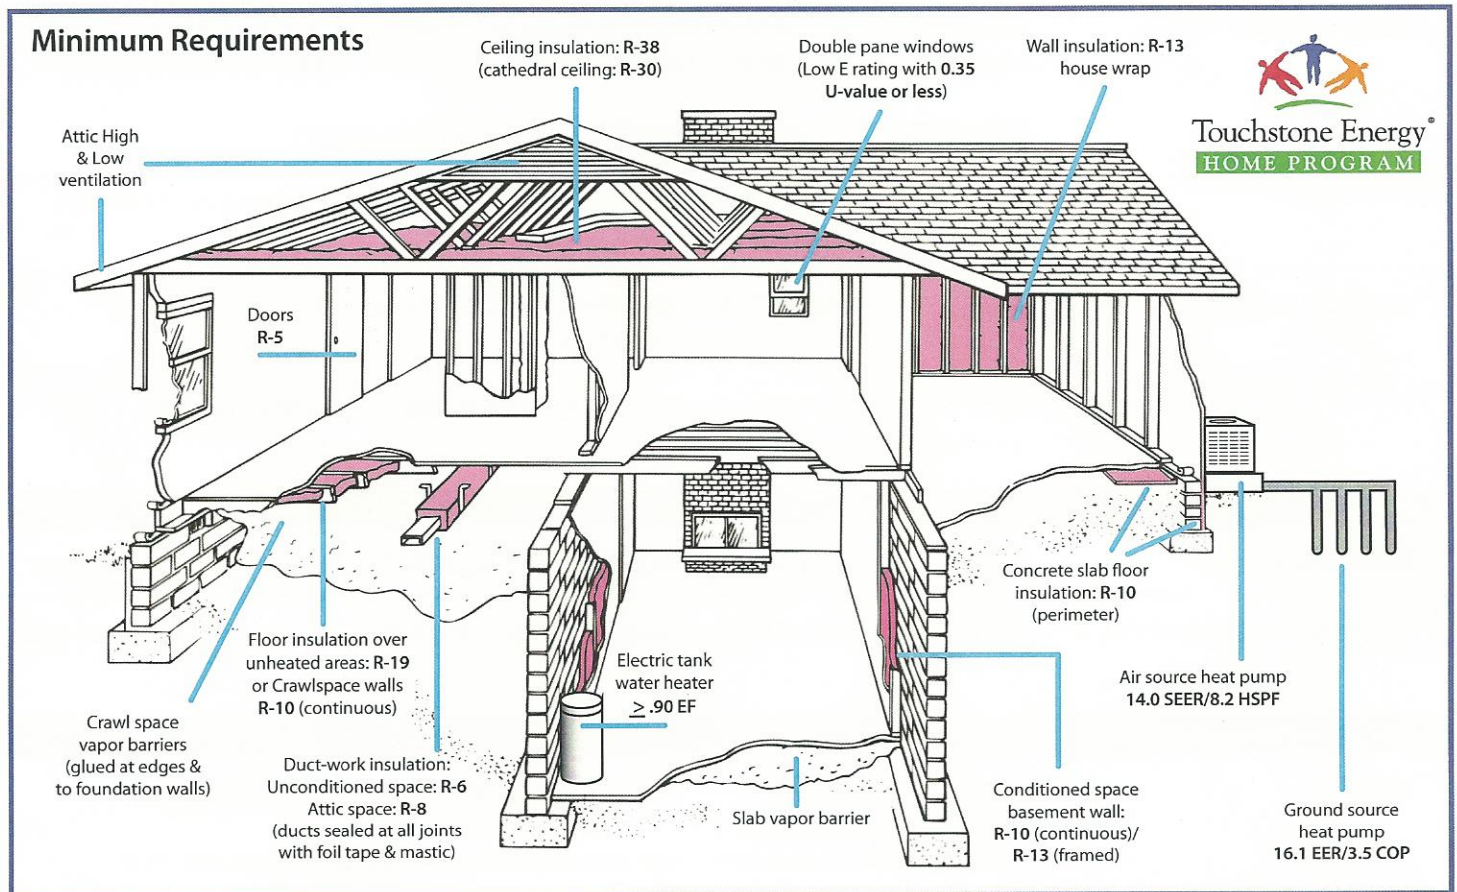 Minimum Requirements
Ceiling insulation: R-38
(cathedral ceiling: R-30)
Double pane windows
(Low E rating with 0.35
U-value or less)
Wall insulation: R-13
house wrap
Touchstone Energy®
HOME PROGRAM
Attic High
& Low
ventilation
Doors
R-5
Concrete slab floor
insulation: R-10
(perimeter)
Floor insulation over
unheated areas: R-19
or Crawlspace walls
R-10 (continuous)
Electric tank
water heater
≥ .90 EF
Air source heat pump
14.0 SEER/8.2 HSPF
Crawl space
vapor barriers
(glued at edges &
to foundation walls)
Duct-work insulation:
Unconditioned space: R-6
Attic space: R-8
(ducts sealed at all joints
with foil tape & mastic)
Slab vapor barrier
Conditioned space
basement wall:
R-10 (continuous)/
R-13 (framed)
Ground source
heat pump
16.1 EER/3.5 COP